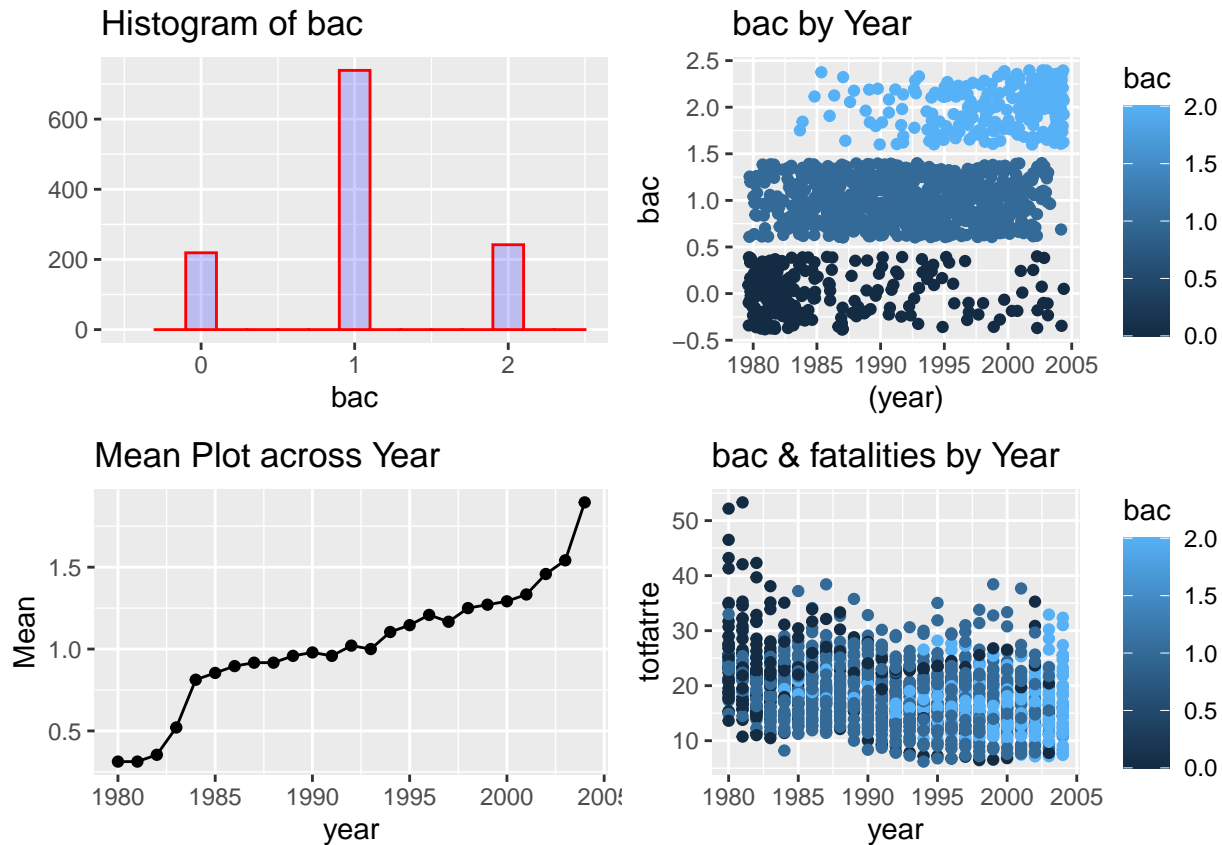 Histogram of bac
600
400
200
0
0 1 2
bac
bac by Year
bac
2.5
2.0
1.5
1.0
0.5
0.0
−0.5
1980 1985 1990 1995 2000 2005
(year)
bac
2.0
1.5
1.0
0.5
0.0
Mean Plot across Year
Mean
1.5
1.0
0.5
1980 1985 1990 1995 2000 2005
year
bac & fatalities by Year
totfatrte
50
40
30
20
10
1980 1985 1990 1995 2000 2005
year
bac
2.0
1.5
1.0
0.5
0.0